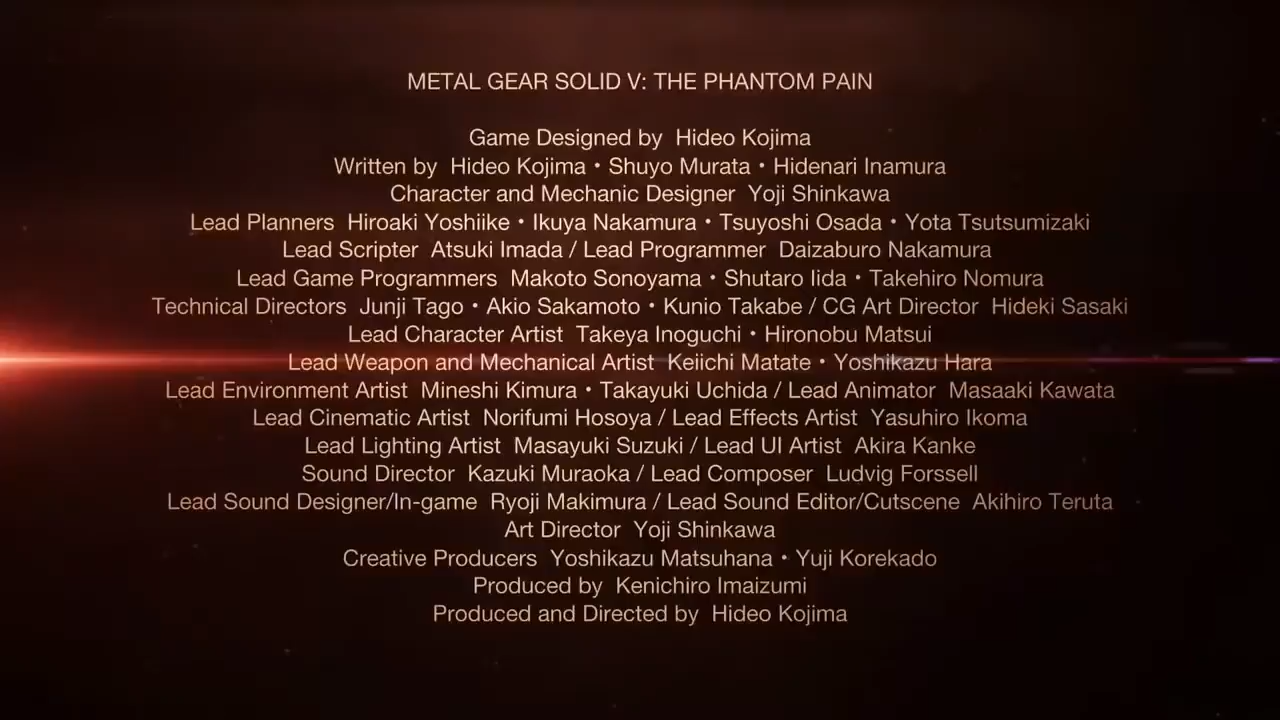 METAL GEAR SOLID V: THE PHANTOM PAIN
Game Designed by Hideo Kojima
Written by Hideo Kojima・Shuyo Murata・Hidenari Inamura
Character and Mechanic Designer Yoji Shinkawa
Lead Planners Hiroaki Yoshiike・Ikuya Nakamura・Tsuyoshi Osada・Yota Tsutsumizaki
Lead Scripter Atsuki Imada / Lead Programmer Daizaburo Nakamura
Lead Game Programmers Makoto Sonoyama・Shutaro Iida・Takehiro Nomura
Technical Directors Junji Tago・Akio Sakamoto・Kunio Takabe / CG Art Director Hideki Sasaki
Lead Character Artist Takeya Inoguchi・Hironobu Matsui
Lead Weapon and Mechanical Artist Keiichi Matate・Yoshikazu Hara
Lead Environment Artist Mineshi Kimura・Takayuki Uchida / Lead Animator Masaaki Kawata
Lead Cinematic Artist Norifumi Hosoya / Lead Effects Artist Yasuhiro Ikoma
Lead Lighting Artist Masayuki Suzuki / Lead UI Artist Akira Kanke
Sound Director Kazuki Muraoka / Lead Composer Ludvig Forssell
Lead Sound Designer/In-game Ryoji Makimura / Lead Sound Editor/Cutscene Akihiro Teruta
Art Director Yoji Shinkawa
Creative Producers Yoshikazu Matsuhana・Yuji Korekado
Produced by Kenichiro Imaizumi
Produced and Directed by Hideo Kojima